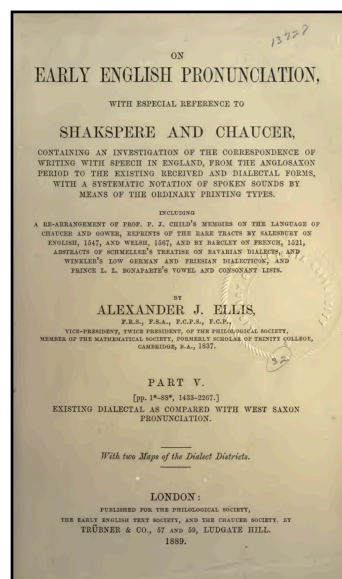 13727
ON
EARLY ENGLISH PRONUNCIATION,
WITH ESPECIAL REFERENCE TO
SHAKSPERE AND CHAUCER,
CONTAINING AN INVESTIGATION OF THE CORRESPONDENCE OF
WRITING WITH SPEECH IN ENGLAND, FROM THE ANGLOSAXON
PERIOD TO THE EXISTING RECEIVED AND DIALECTAL FORMS,
WITH A SYSTEMATIC NOTATION OF SPOKEN SOUNDS BY
MEANS OF THE ORDINARY PRINTING TYPES.
INCLUDING
A RE-ARRANGEMENT OF PROF. F. J. CHILD'S MEMOIRS ON THE LANGUAGE OF
CHAUCER AND GOWER, REPRINTS OF THE RARE TRACTS BY SALESBURY ON
ENGLISH, 1547, AND WELSH, 1567, AND BY BARCLEY ON FRENCH, 1521,
ABSTRACTS OF SCHMELLER'S TREATISE ON BAVARIAN DIALECTS, AND
WINKLER'S LOW GERMAN AND FRIESIAN DIALECTICON, AND
PRINCE L. L. BONAPARTE'S VOWEL AND CONSONANT LISTS.
BY
ALEXANDER J. ELLIS,
F.R.S., F.S.A., F.C.P.S., F.C.P.,
VICE-PRESIDENT, TWICE PRESIDENT, OF THE PHILOLOGICAL SOCIETY,
MEMBER OF THE MATHEMATICAL SOCIETY, FORMERLY SCHOLAR OF TRINITY COLLEGE,
CAMBRIDGE, B.A., 1837.
PART V.
[pp. 1*-88*, 1433-2267.]
EXISTING DIALECTAL AS COMPARED WITH WEST SAXON
PRONUNCIATION.
With two Maps of the Dialect Districts.
LONDON:
PUBLISHED FOR THE PHILOLOGICAL SOCIETY,
THE EARLY ENGLISH TEXT SOCIETY, AND THE CHAUCER SOCIETY, BY
TRÜBNER & CO., 57 AND 59, LUDGATE HILL.
1889.